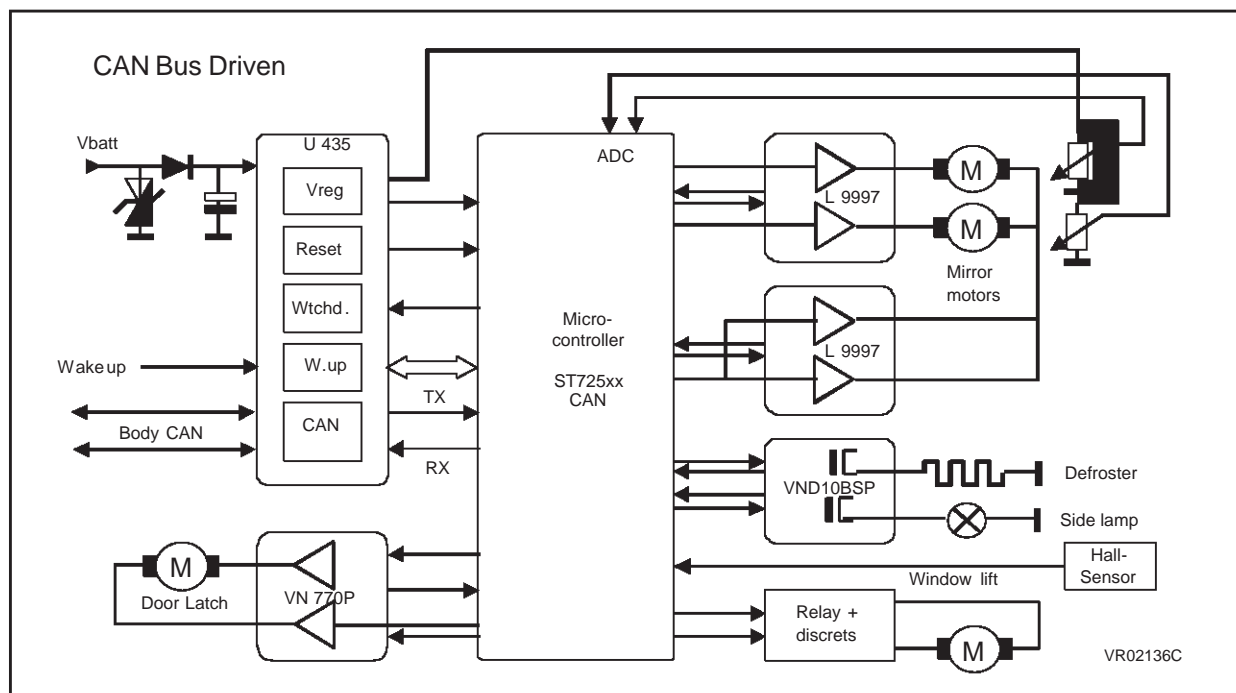 CAN Bus Driven
Vbatt
U 435
Vreg
Reset
Wtchd.
W.up
CAN
Wake up
Body CAN
TX
RX
ADC
Micro-
controller
ST725xx
CAN
L 9997
M
M
Mirror
motors
L 9997
VND10BSP
Defroster
Side lamp
Hall-
Sensor
Window lift
Relay +
discrets
M
M
Door Latch
VN 770P
VR02136C